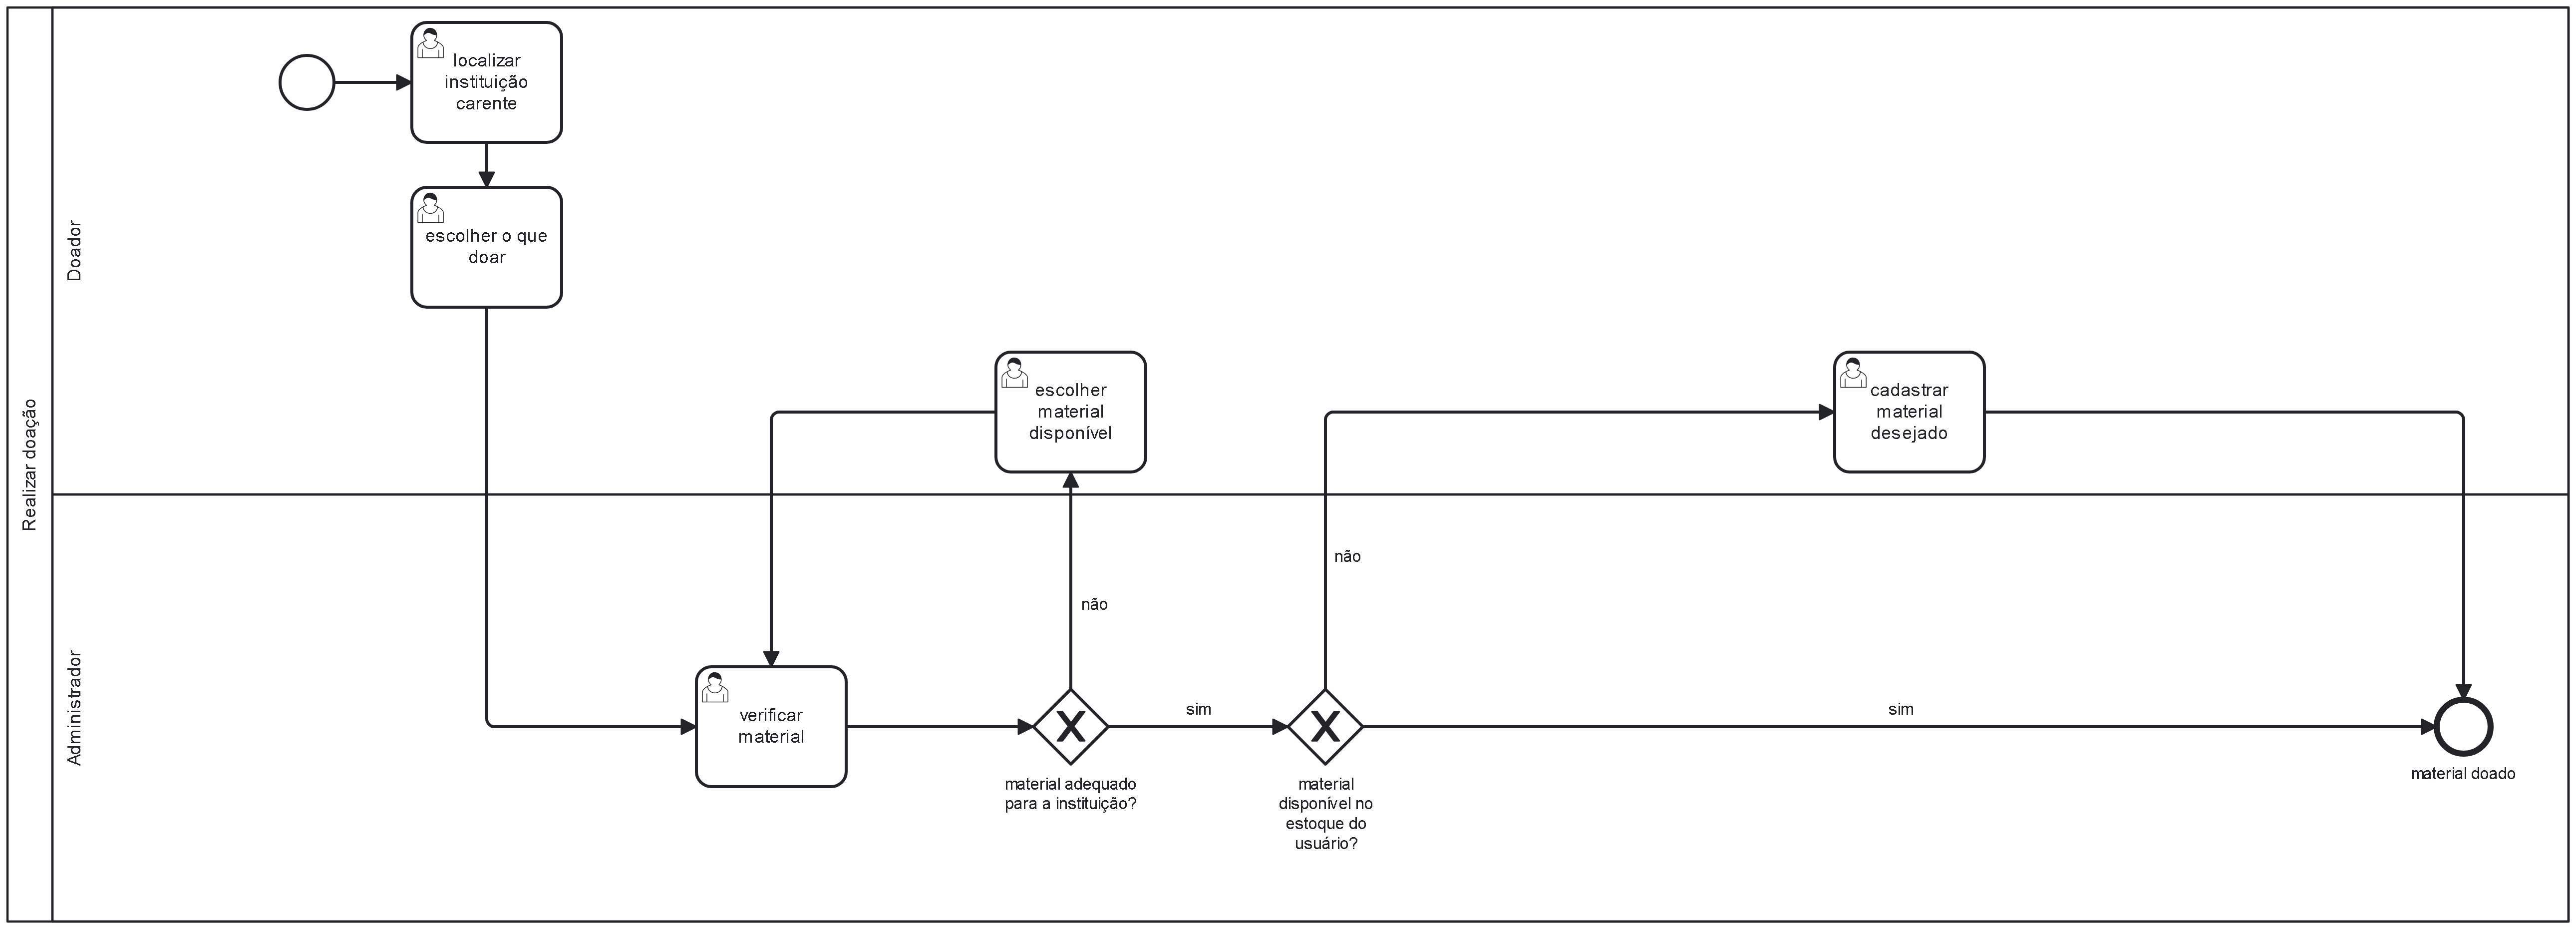 Realizar doação
Doador
localizar
instituição
carente
escolher o que
doar
escolher
material
disponível
cadastrar
material
desejado
Administrador
não
não
verificar
material
sim
sim
material adequado
para a instituição?
material
disponível no
estoque do
usuário?
material doado